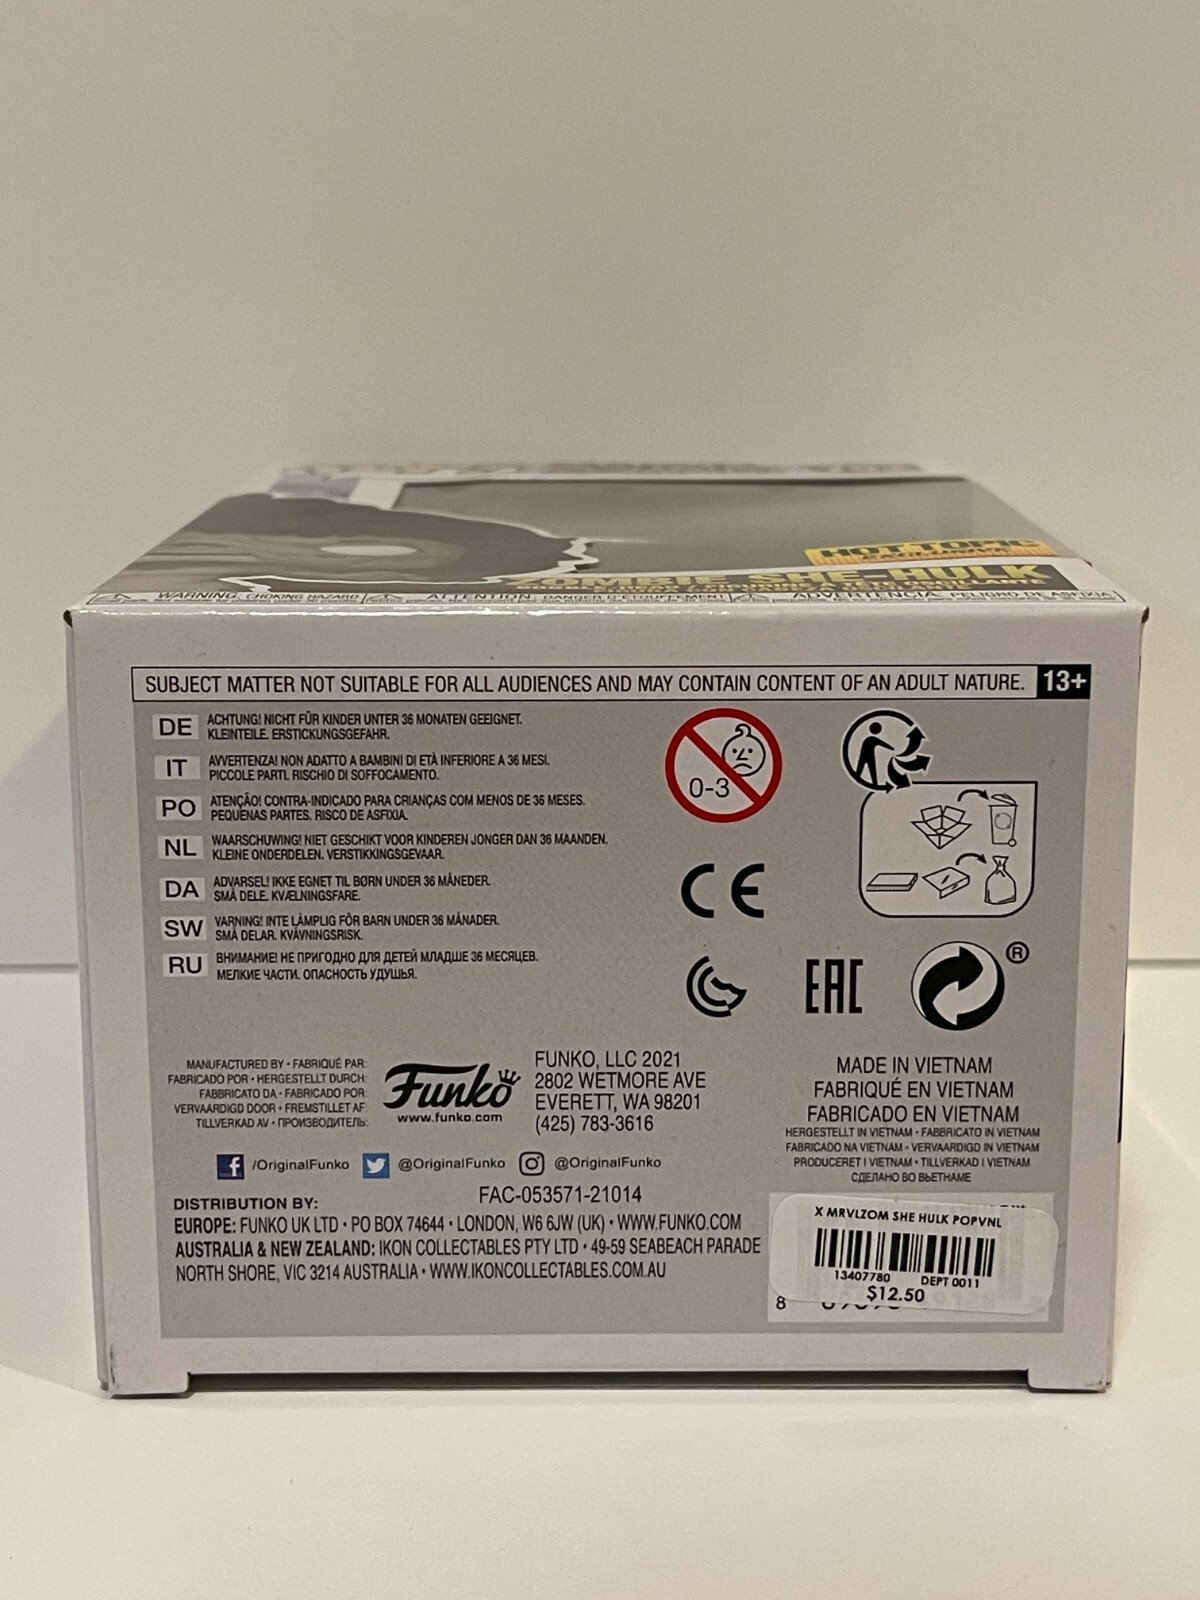 HOT TOPIC
EXCLUSIVE
ZOMBIE SHE-HULK
WARNING: CHOKING HAZARD
ATTENTION: DANGER D'ÉTOUFFEMENT
ADVERTENCIA: PELIGRO DE ASFIXIA
SUBJECT MATTER NOT SUITABLE FOR ALL AUDIENCES AND MAY CONTAIN CONTENT OF AN ADULT NATURE. 13+
DE ACHTUNG! NICHT FÜR KINDER UNTER 36 MONATEN GEEIGNET.
KLEINTEILE. ERSTICKUNGSGEFAHR.
IT AVVERTENZA! NON ADATTO A BAMBINI DI ETÀ INFERIORE A 36 MESI.
PICCOLE PARTI. RISCHIO DI SOFFOCAMENTO.
PO ATENÇÃO! CONTRA-INDICADO PARA CRIANÇAS COM MENOS DE 36 MESES.
PEQUENAS PARTES. RISCO DE ASFIXIA.
NL WAARSCHUWING! NIET GESCHIKT VOOR KINDEREN JONGER DAN 36 MAANDEN.
KLEINE ONDERDELEN. VERSTIKKINGSGEVAAR.
DA ADVARSEL! IKKE EGNET TIL BØRN UNDER 36 MÅNEDER.
SMÅ DELE. KVÆLNINGSFARE.
SW VARNING! INTE LÄMPLIG FÖR BARN UNDER 36 MÅNADER.
SMÅ DELAR. KVÄVNINGSRISK.
RU ВНИМАНИЕ! НЕ ПРИГОДНО ДЛЯ ДЕТЕЙ МЛАДШЕ 36 МЕСЯЦЕВ.
МЕЛКИЕ ЧАСТИ. ОПАСНОСТЬ УДУШЬЯ.
0-3
CE
EAC
®
MANUFACTURED BY • FABRIQUÉ PAR:
FABRICADO POR • HERGESTELLT DURCH:
FABBRICATO DA • FABRICADO POR:
VERVAARDIGD DOOR • FREMSTILLET AF:
TILLVERKAD AV • ПРОИЗВОДИТЕЛЬ:
Funko
www.funko.com
FUNKO, LLC 2021
2802 WETMORE AVE
EVERETT, WA 98201
(425) 783-3616
/OriginalFunko @OriginalFunko @OriginalFunko
FAC-053571-21014
DISTRIBUTION BY:
EUROPE: FUNKO UK LTD • PO BOX 74644 • LONDON, W6 6JW (UK) • WWW.FUNKO.COM
AUSTRALIA & NEW ZEALAND: IKON COLLECTABLES PTY LTD • 49-59 SEABEACH PARADE
NORTH SHORE, VIC 3214 AUSTRALIA • WWW.IKONCOLLECTABLES.COM.AU
MADE IN VIETNAM
FABRIQUÉ EN VIETNAM
FABRICADO EN VIETNAM
HERGESTELLT IN VIETNAM • FABBRICATO IN VIETNAM
FABRICADO NA VIETNAM • VERVAARDIGD IN VIETNAM
PRODUCERET I VIETNAM • TILLVERKAD I VIETNAM
СДЕЛАНО ВО ВЬЕТНАМЕ
X MRVLZOM SHE HULK POPVNL
13407780 DEPT 0011
$12.50
8